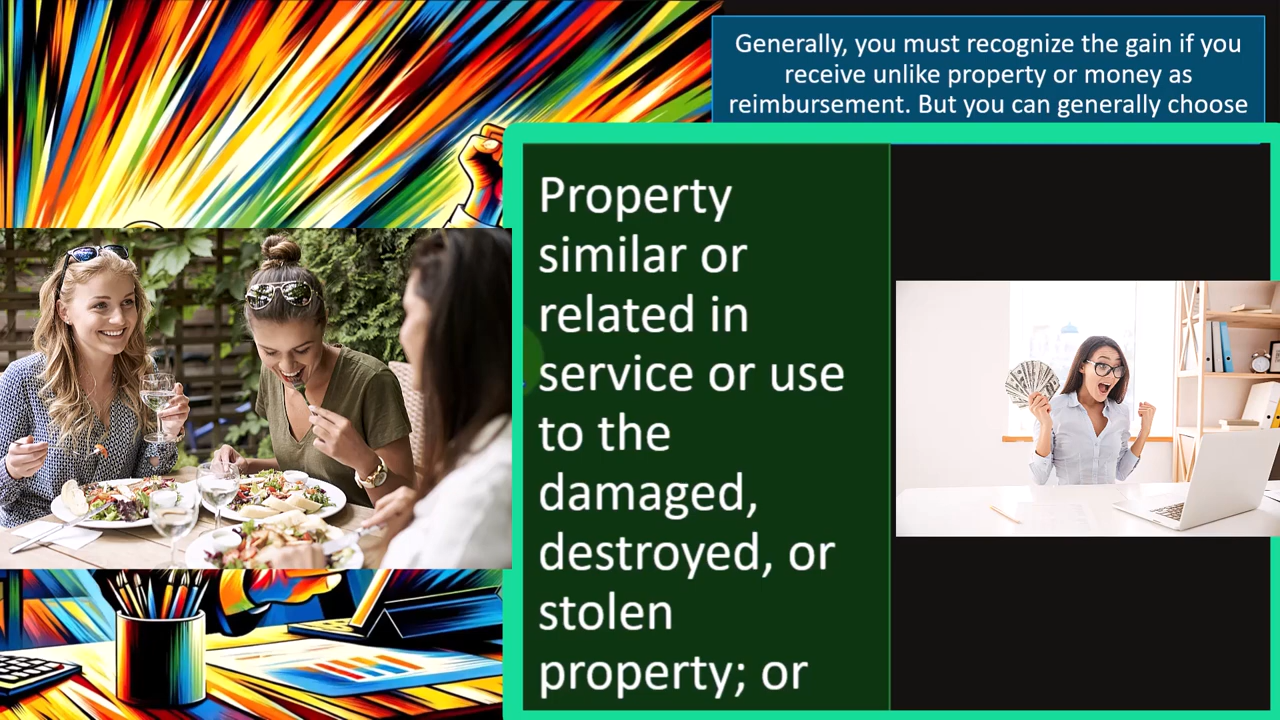 Generally, you must recognize the gain if you
receive unlike property or money as
reimbursement. But you can generally choose
Property
similar or
related in
service or use
to the
damaged,
destroyed, or
stolen
property; or